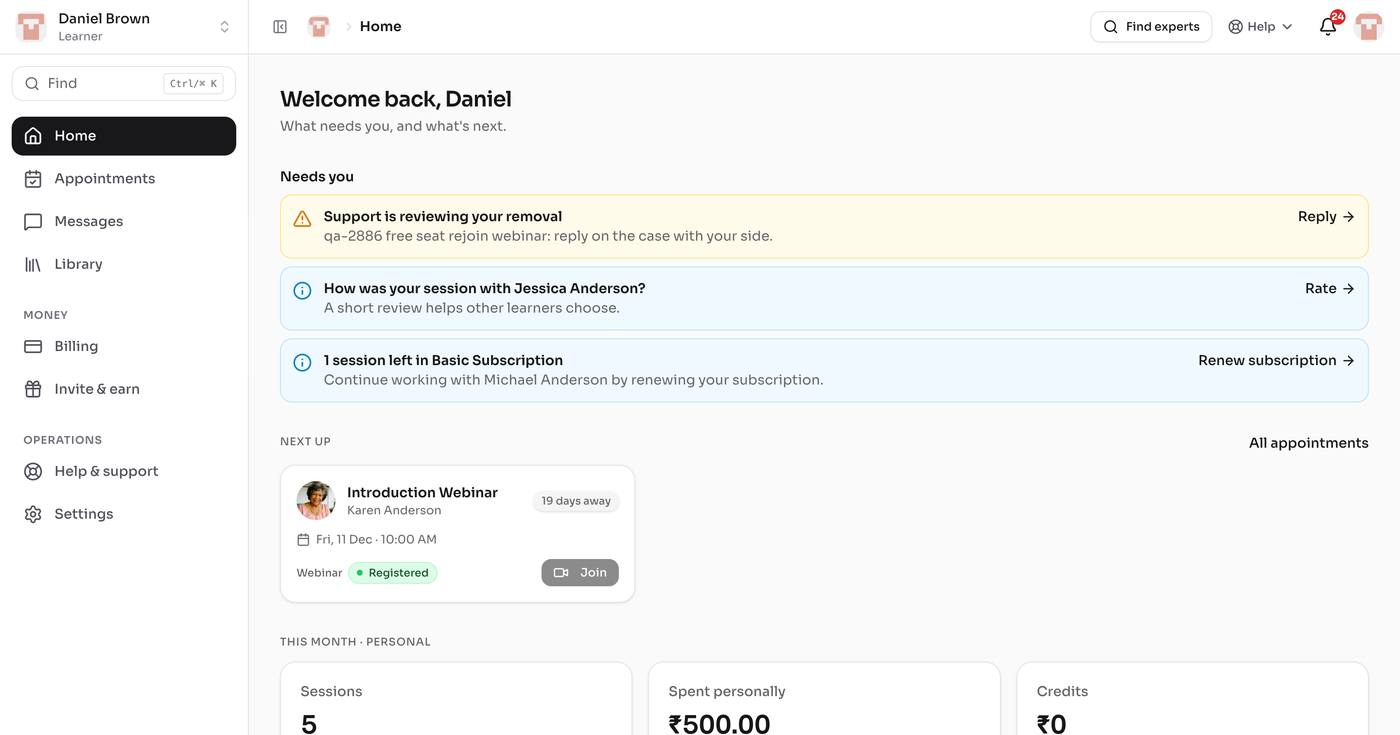 Daniel Brown
Learner
Find
Ctrl/⌘ K
Home
Appointments
Messages
Library
MONEY
Billing
Invite & earn
OPERATIONS
Help & support
Settings
Home
Find experts
Help
24
Welcome back, Daniel
What needs you, and what's next.
Needs you
Support is reviewing your removal
Reply →
qa-2886 free seat rejoin webinar: reply on the case with your side.
How was your session with Jessica Anderson?
Rate →
A short review helps other learners choose.
1 session left in Basic Subscription
Renew subscription →
Continue working with Michael Anderson by renewing your subscription.
NEXT UP
All appointments
Introduction Webinar
Karen Anderson
19 days away
Fri, 11 Dec · 10:00 AM
Webinar
Registered
Join
THIS MONTH · PERSONAL
Sessions
5
Spent personally
₹500.00
Credits
₹0